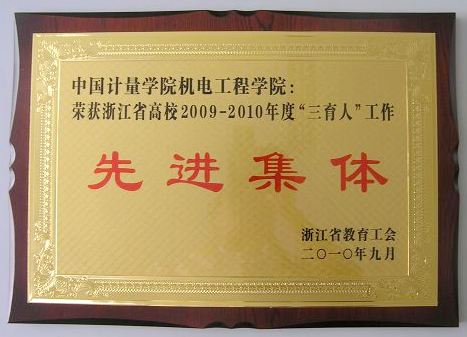 中国计量学院机电工程学院:
荣获浙江省高校2009-2010年度“三育人”工作
先进集体
浙江省教育工会
二〇一〇年九月